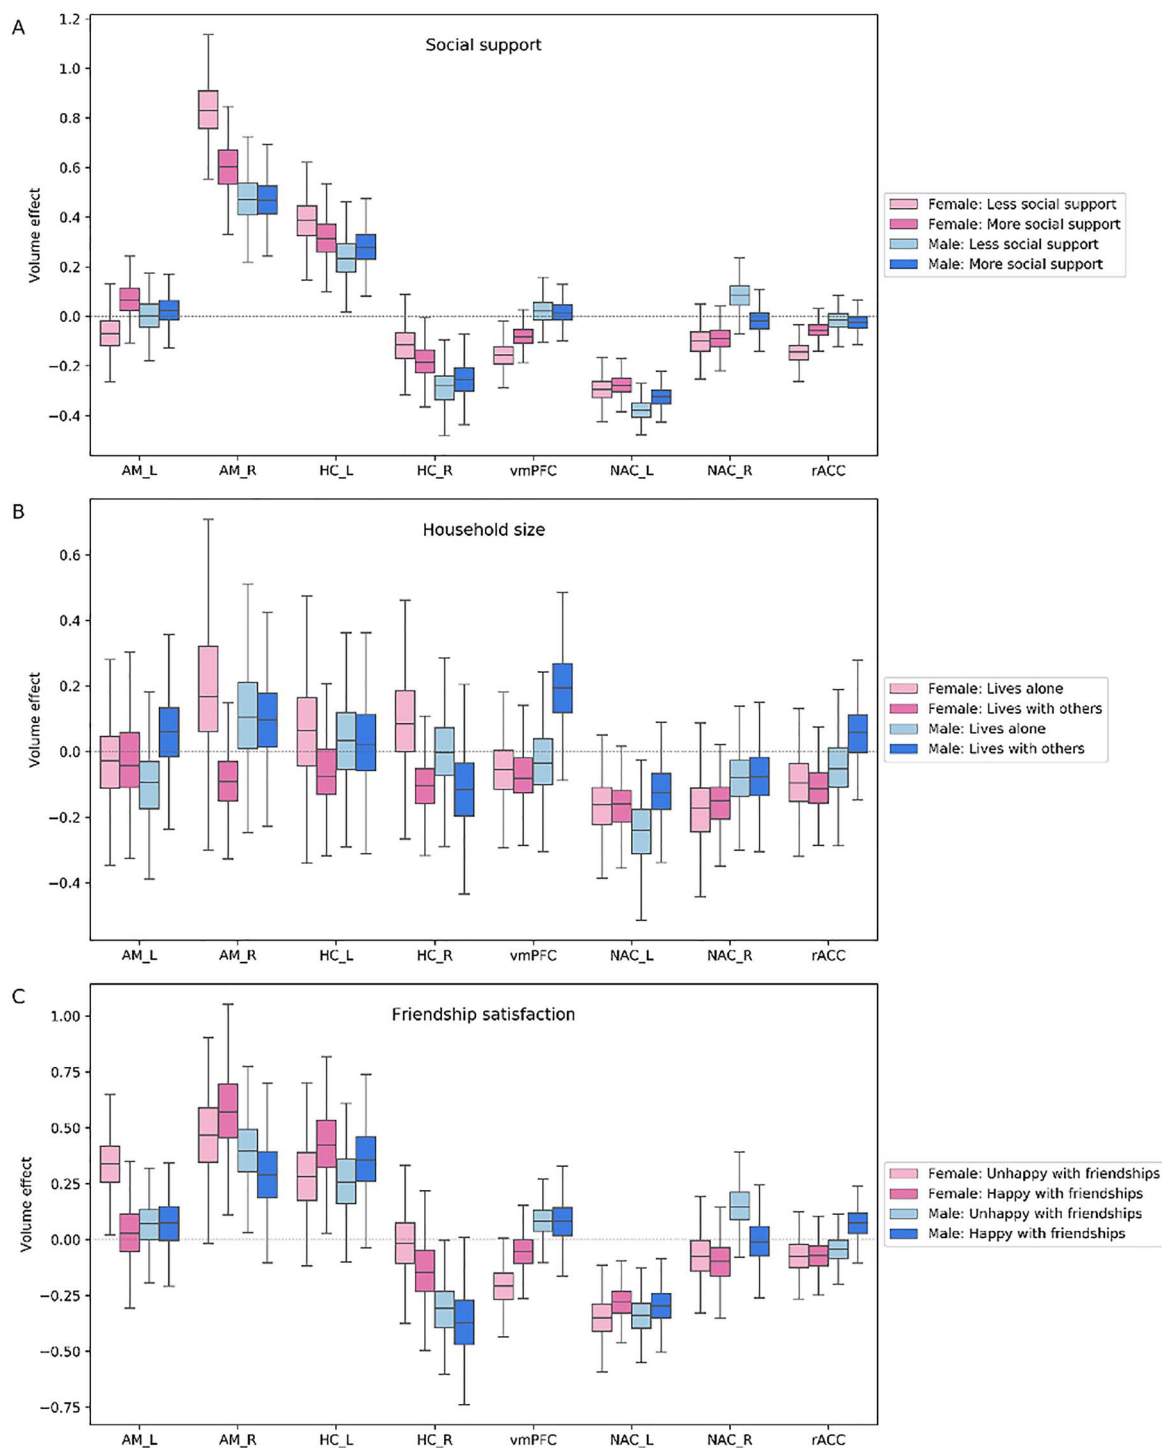 A
Social support
1.2
1.0
0.8
0.6
0.4
0.2
0.0
−0.2
−0.4
Volume effect
AM_L AM_R HC_L HC_R vmPFC NAC_L NAC_R rACC
Female: Less social support
Female: More social support
Male: Less social support
Male: More social support
B
Household size
0.6
0.4
0.2
0.0
−0.2
−0.4
Volume effect
AM_L AM_R HC_L HC_R vmPFC NAC_L NAC_R rACC
Female: Lives alone
Female: Lives with others
Male: Lives alone
Male: Lives with others
C
Friendship satisfaction
1.00
0.75
0.50
0.25
0.00
−0.25
−0.50
−0.75
Volume effect
AM_L AM_R HC_L HC_R vmPFC NAC_L NAC_R rACC
Female: Unhappy with friendships
Female: Happy with friendships
Male: Unhappy with friendships
Male: Happy with friendships